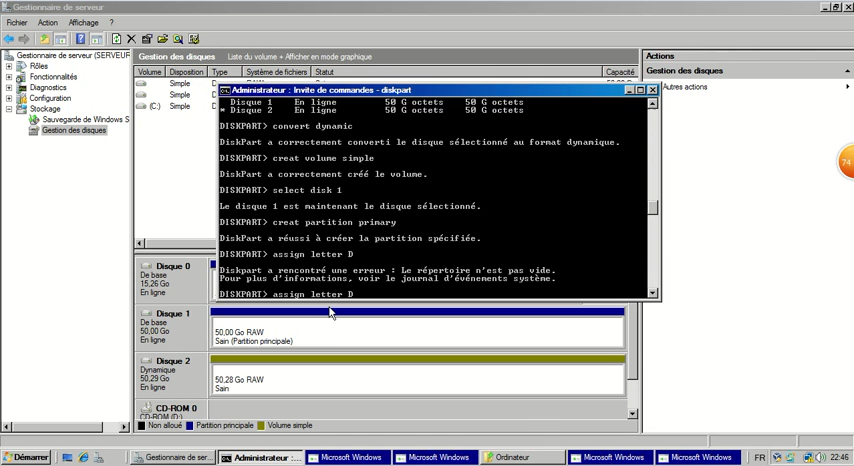 Gestionnaire de serveur
Fichier Action Affichage ?
Gestionnaire de serveur (SERVEUR
Rôles
Fonctionnalités
Diagnostics
Configuration
Stockage
Sauvegarde de Windows S
Gestion des disques
Gestion des disques Liste du volume + Afficher en mode graphique
Volume Disposition Type Système de fichiers Statut Capacité
Simple
Simple
(C:) Simple
Administrateur : Invite de commandes - diskpart
Disque 1 En ligne 50 G octets 50 G octets
* Disque 2 En ligne 50 G octets 50 G octets
DISKPART> convert dynamic
DiskPart a correctement converti le disque sélectionné au format dynamique.
DISKPART> creat volume simple
DiskPart a correctement créé le volume.
DISKPART> select disk 1
Le disque 1 est maintenant le disque sélectionné.
DISKPART> creat partition primary
DiskPart a réussi à créer la partition spécifiée.
DISKPART> assign letter D
Diskpart a rencontré une erreur : Le répertoire n'est pas vide.
Pour plus d'informations, voir le journal d'événements système.
DISKPART> assign letter D
Disque 0
De base
15,26 Go
En ligne
Disque 1
De base
50,00 Go
En ligne
50,00 Go RAW
Sain (Partition principale)
Disque 2
Dynamique
50,29 Go
En ligne
50,28 Go RAW
Sain
CD-ROM 0
CD-ROM (D:)
Non alloué Partition principale Volume simple
Actions
Gestion des disques
Autres actions
74
Démarrer Gestionnaire de ser... Administrateur :... Microsoft Windows Microsoft Windows Ordinateur Microsoft Windows Microsoft Windows FR 22:46